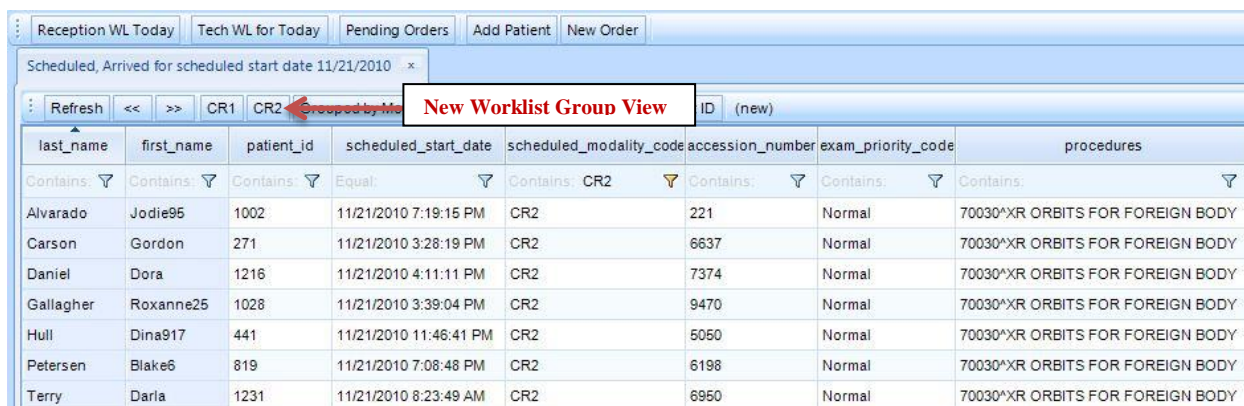 Reception WL Today Tech WL for Today Pending Orders Add Patient New Order
Scheduled, Arrived for scheduled start date 11/21/2010 x
Refresh << >> CR1 CR2 Grouped by New Worklist Group View ID (new)
last_name first_name patient_id scheduled_start_date scheduled_modality_code accession_number exam_priority_code procedures
Contains: Contains: Contains: Equal: Contains: CR2 Contains: Contains: Contains:
Alvarado Jodie95 1002 11/21/2010 7:19:15 PM CR2 221 Normal 70030^XR ORBITS FOR FOREIGN BODY
Carson Gordon 271 11/21/2010 3:28:19 PM CR2 6637 Normal 70030^XR ORBITS FOR FOREIGN BODY
Daniel Dora 1216 11/21/2010 4:11:11 PM CR2 7374 Normal 70030^XR ORBITS FOR FOREIGN BODY
Gallagher Roxanne25 1028 11/21/2010 3:39:04 PM CR2 9470 Normal 70030^XR ORBITS FOR FOREIGN BODY
Hull Dina917 441 11/21/2010 11:46:41 PM CR2 5050 Normal 70030^XR ORBITS FOR FOREIGN BODY
Petersen Blake6 819 11/21/2010 7:08:48 PM CR2 6198 Normal 70030^XR ORBITS FOR FOREIGN BODY
Terry Darla 1231 11/21/2010 8:23:49 AM CR2 6950 Normal 70030^XR ORBITS FOR FOREIGN BODY